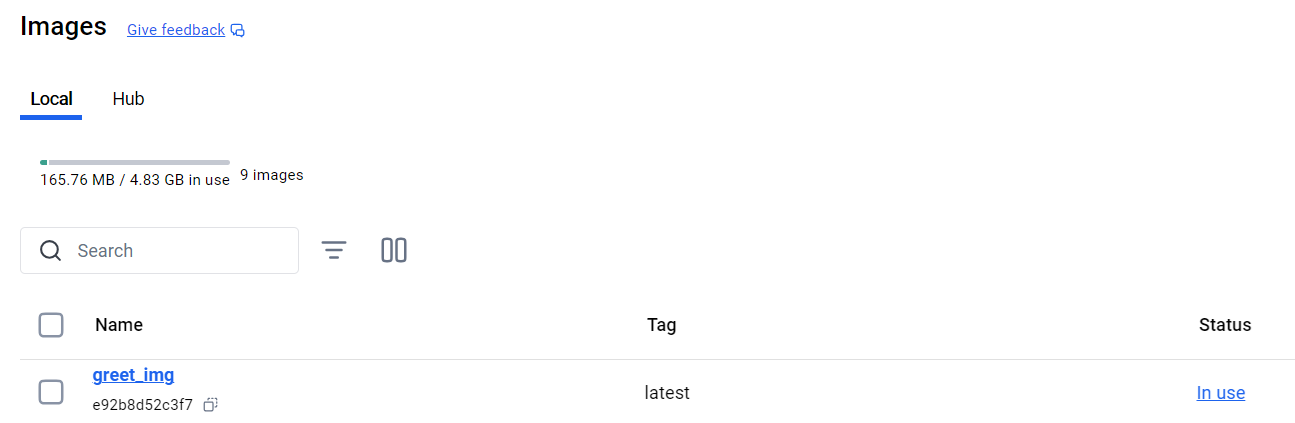 Images Give feedback
Local Hub
165.76 MB / 4.83 GB in use 9 images
Search
Name Tag Status
greet_img
latest In use
e92b8d52c3f7